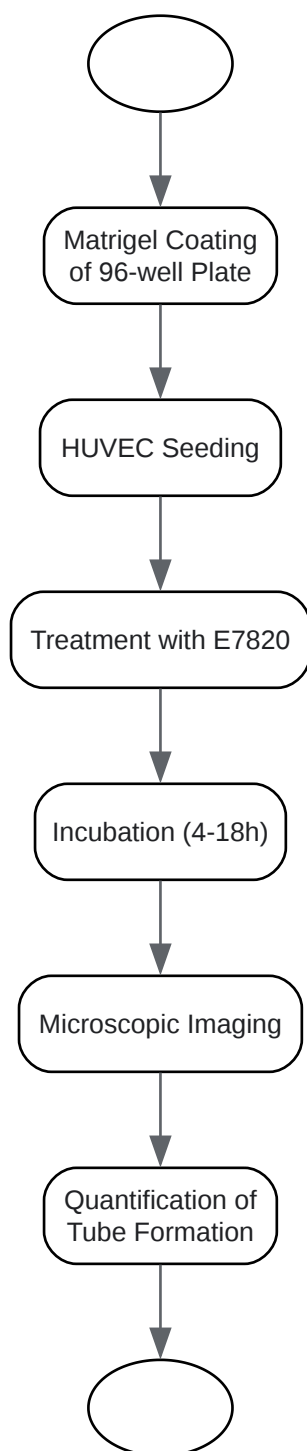 Matrigel Coating
of 96-well Plate
HUVEC Seeding
Treatment with E7820
Incubation (4-18h)
Microscopic Imaging
Quantification of
Tube Formation